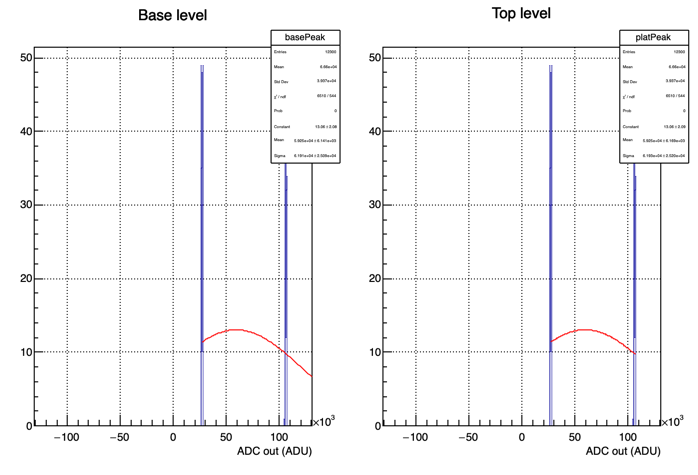 Base level
Top level
basePeak
Entries 10300
Mean 6.66e+04
Std Dev 3.937e+04
χ² / ndf 6510 / 544
Prob 0
Constant 13.06 ± 2.08
Mean 5.925e+04 ± 6.141e+03
Sigma 6.191e+04 ± 2.509e+04
50
40
30
20
10
0
−100
−50
0
50
100
×10³
ADC out (ADU)
platPeak
Entries 10300
Mean 6.66e+04
Std Dev 3.937e+04
χ² / ndf 6510 / 544
Prob 0
Constant 13.06 ± 2.09
Mean 5.925e+04 ± 6.169e+03
Sigma 6.193e+04 ± 2.520e+04
50
40
30
20
10
0
−100
−50
0
50
100
×10³
ADC out (ADU)